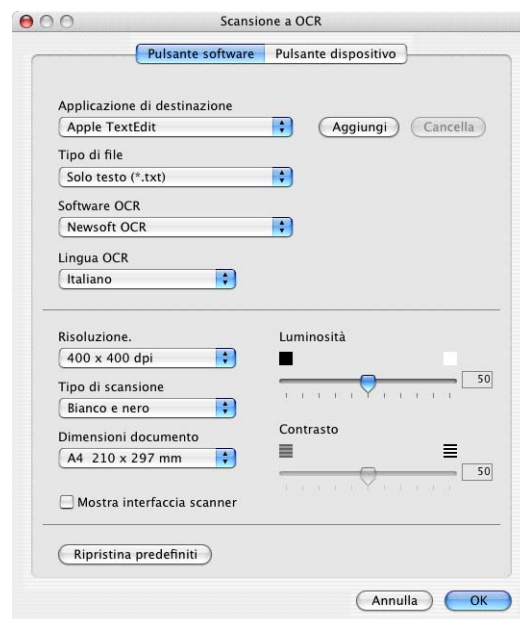 Scansione a OCR
Pulsante software Pulsante dispositivo
Applicazione di destinazione
Apple TextEdit Aggiungi Cancella
Tipo di file
Solo testo (*.txt)
Software OCR
Newsoft OCR
Lingua OCR
Italiano
Risoluzione. Luminosità
400 x 400 dpi
50
Tipo di scansione
Bianco e nero
Dimensioni documento Contrasto
A4 210 x 297 mm
50
Mostra interfaccia scanner
Ripristina predefiniti
Annulla OK